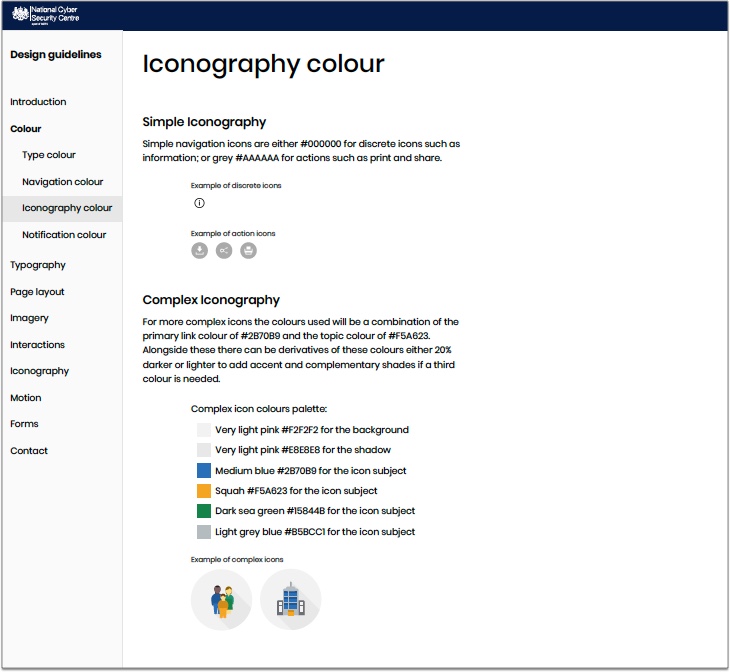 National Cyber
Security Centre
Design guidelines
Introduction
Colour
Type colour
Navigation colour
Iconography colour
Notification colour
Typography
Page layout
Imagery
Interactions
Iconography
Motion
Forms
Contact
Iconography colour
Simple Iconography
Simple navigation icons are either #000000 for discrete icons such as
information; or grey #AAAAAA for actions such as print and share.
Example of discrete icons
Example of action icons
Complex Iconography
For more complex icons the colours used will be a combination of the
primary link colour of #2B70B9 and the topic colour of #F5A623.
Alongside these there can be derivatives of these colours either 20%
darker or lighter to add accent and complementary shades if a third
colour is needed.
Complex icon colours palette:
Very light pink #F2F2F2 for the background
Very light pink #E8E8E8 for the shadow
Medium blue #2B70B9 for the icon subject
Squah #F5A623 for the icon subject
Dark sea green #15844B for the icon subject
Light grey blue #B5BCC1 for the icon subject
Example of complex icons